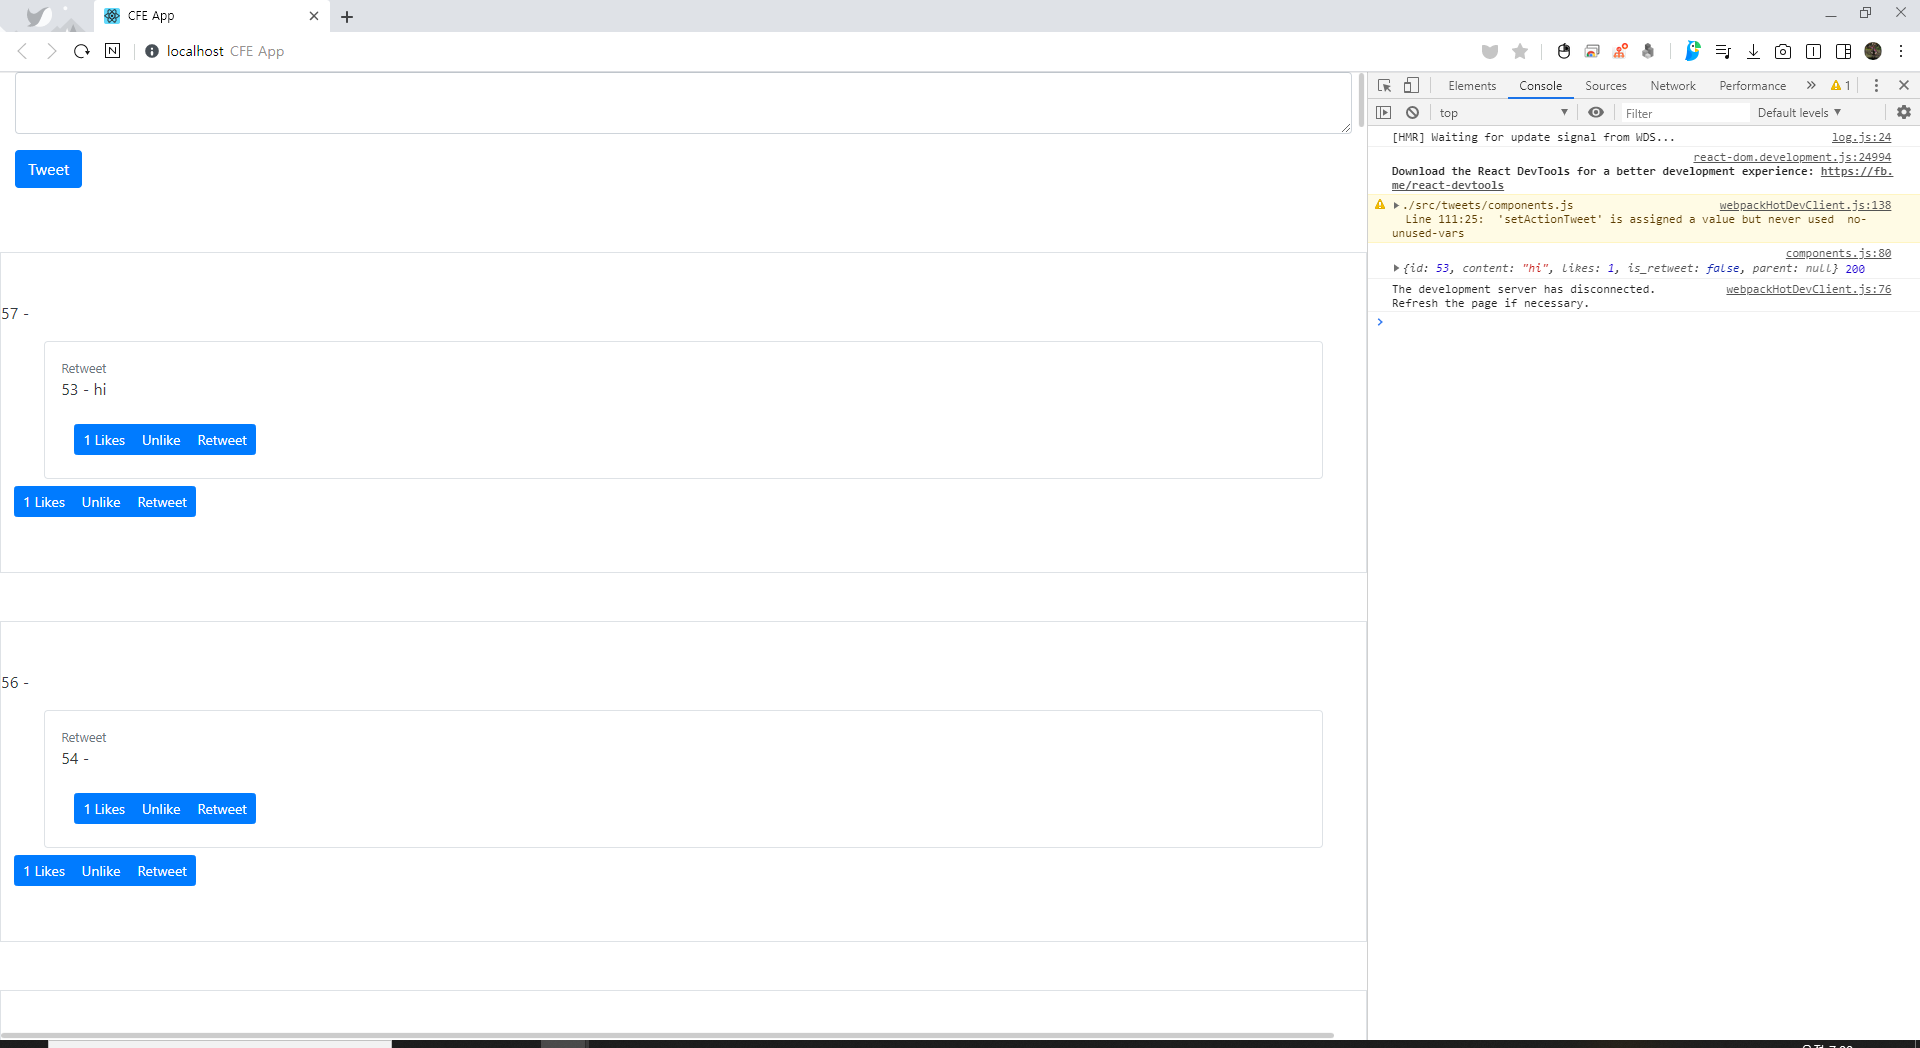 CFE App
localhost CFE App
Tweet
57 -
Retweet
53 - hi
1 Likes Unlike Retweet
1 Likes Unlike Retweet
56 -
Retweet
54 -
1 Likes Unlike Retweet
1 Likes Unlike Retweet
Elements Console Sources Network Performance » 1
top Filter Default levels
[HMR] Waiting for update signal from WDS... log.js:24
react-dom.development.js:24994
Download the React DevTools for a better development experience: https://fb.
me/react-devtools
./src/tweets/components.js webpackHotDevClient.js:138
Line 111:25: 'setActionTweet' is assigned a value but never used no-
unused-vars
components.js:80
{id: 53, content: "hi", likes: 1, is_retweet: false, parent: null} 200
The development server has disconnected. webpackHotDevClient.js:76
Refresh the page if necessary.